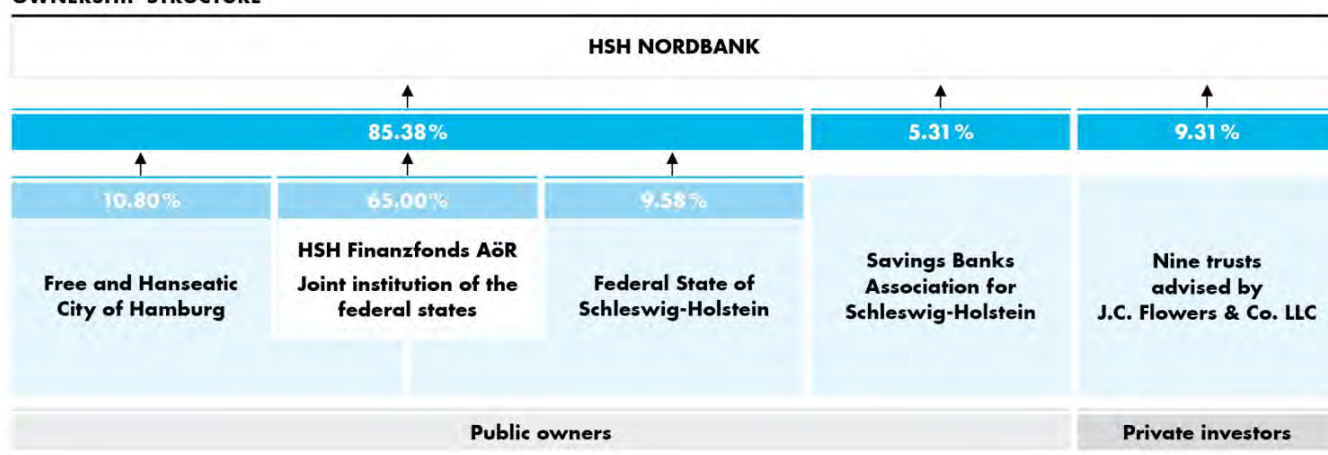 HSH NORDBANK
85.38%
5.31%
9.31%
10.80%
65.00%
9.58%
Free and Hanseatic
City of Hamburg
HSH Finanzfonds AöR
Joint institution of the
federal states
Federal State of
Schleswig-Holstein
Savings Banks
Association for
Schleswig-Holstein
Nine trusts
advised by
J.C. Flowers & Co. LLC
Public owners
Private investors